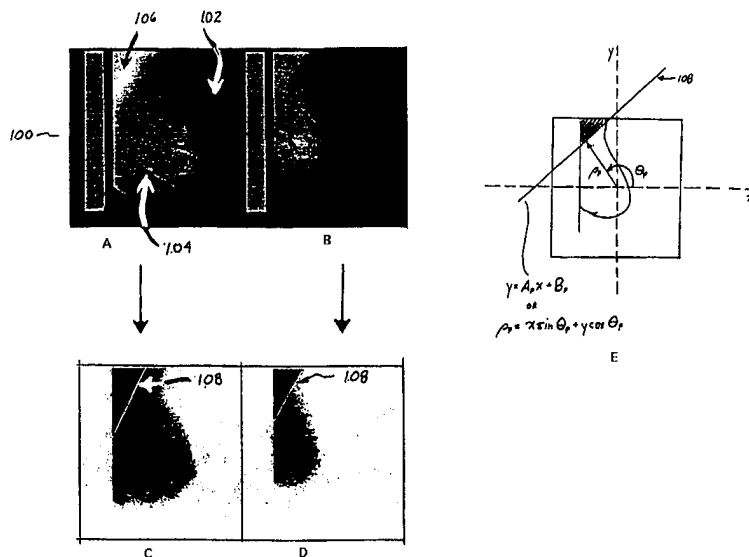 106
102
100
A
B
104
C
D
108
108
y
108
ρp
θp
x
y=Apx+Bp
OR
ρp=x sin θp+y cos θp
E